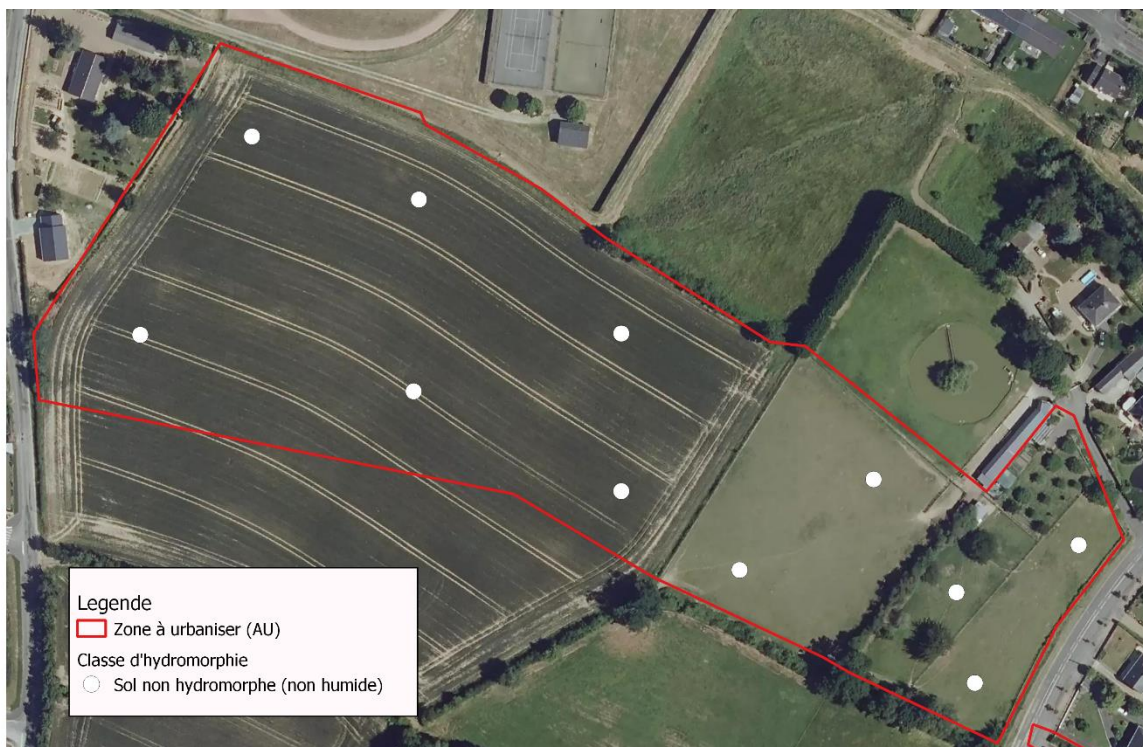 Legende
Zone à urbaniser (AU)
Classe d'hydromorphie
Sol non hydromorphe (non humide)